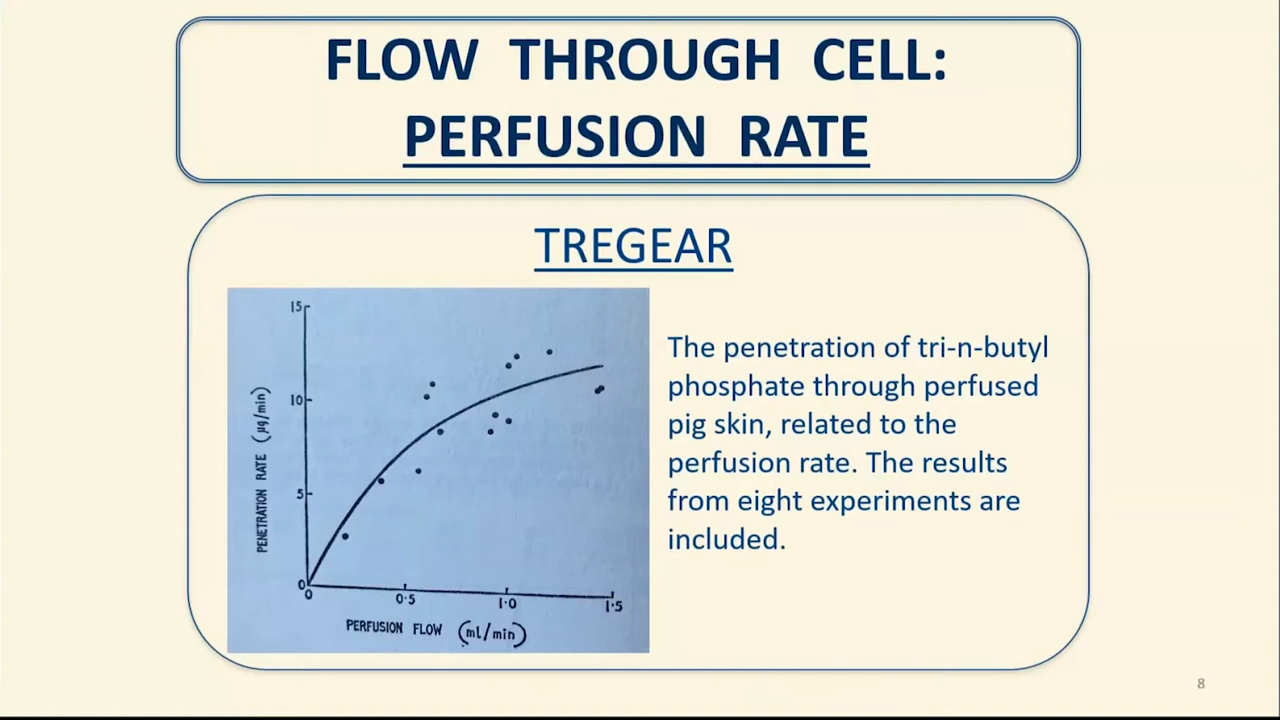 FLOW THROUGH CELL:
PERFUSION RATE
TREGEAR
15
10
5
0
PENETRATION RATE (µg/min)
0
0·5
1·0
1·5
PERFUSION FLOW (ml/min)
The penetration of tri-n-butyl
phosphate through perfused
pig skin, related to the
perfusion rate. The results
from eight experiments are
included.
8